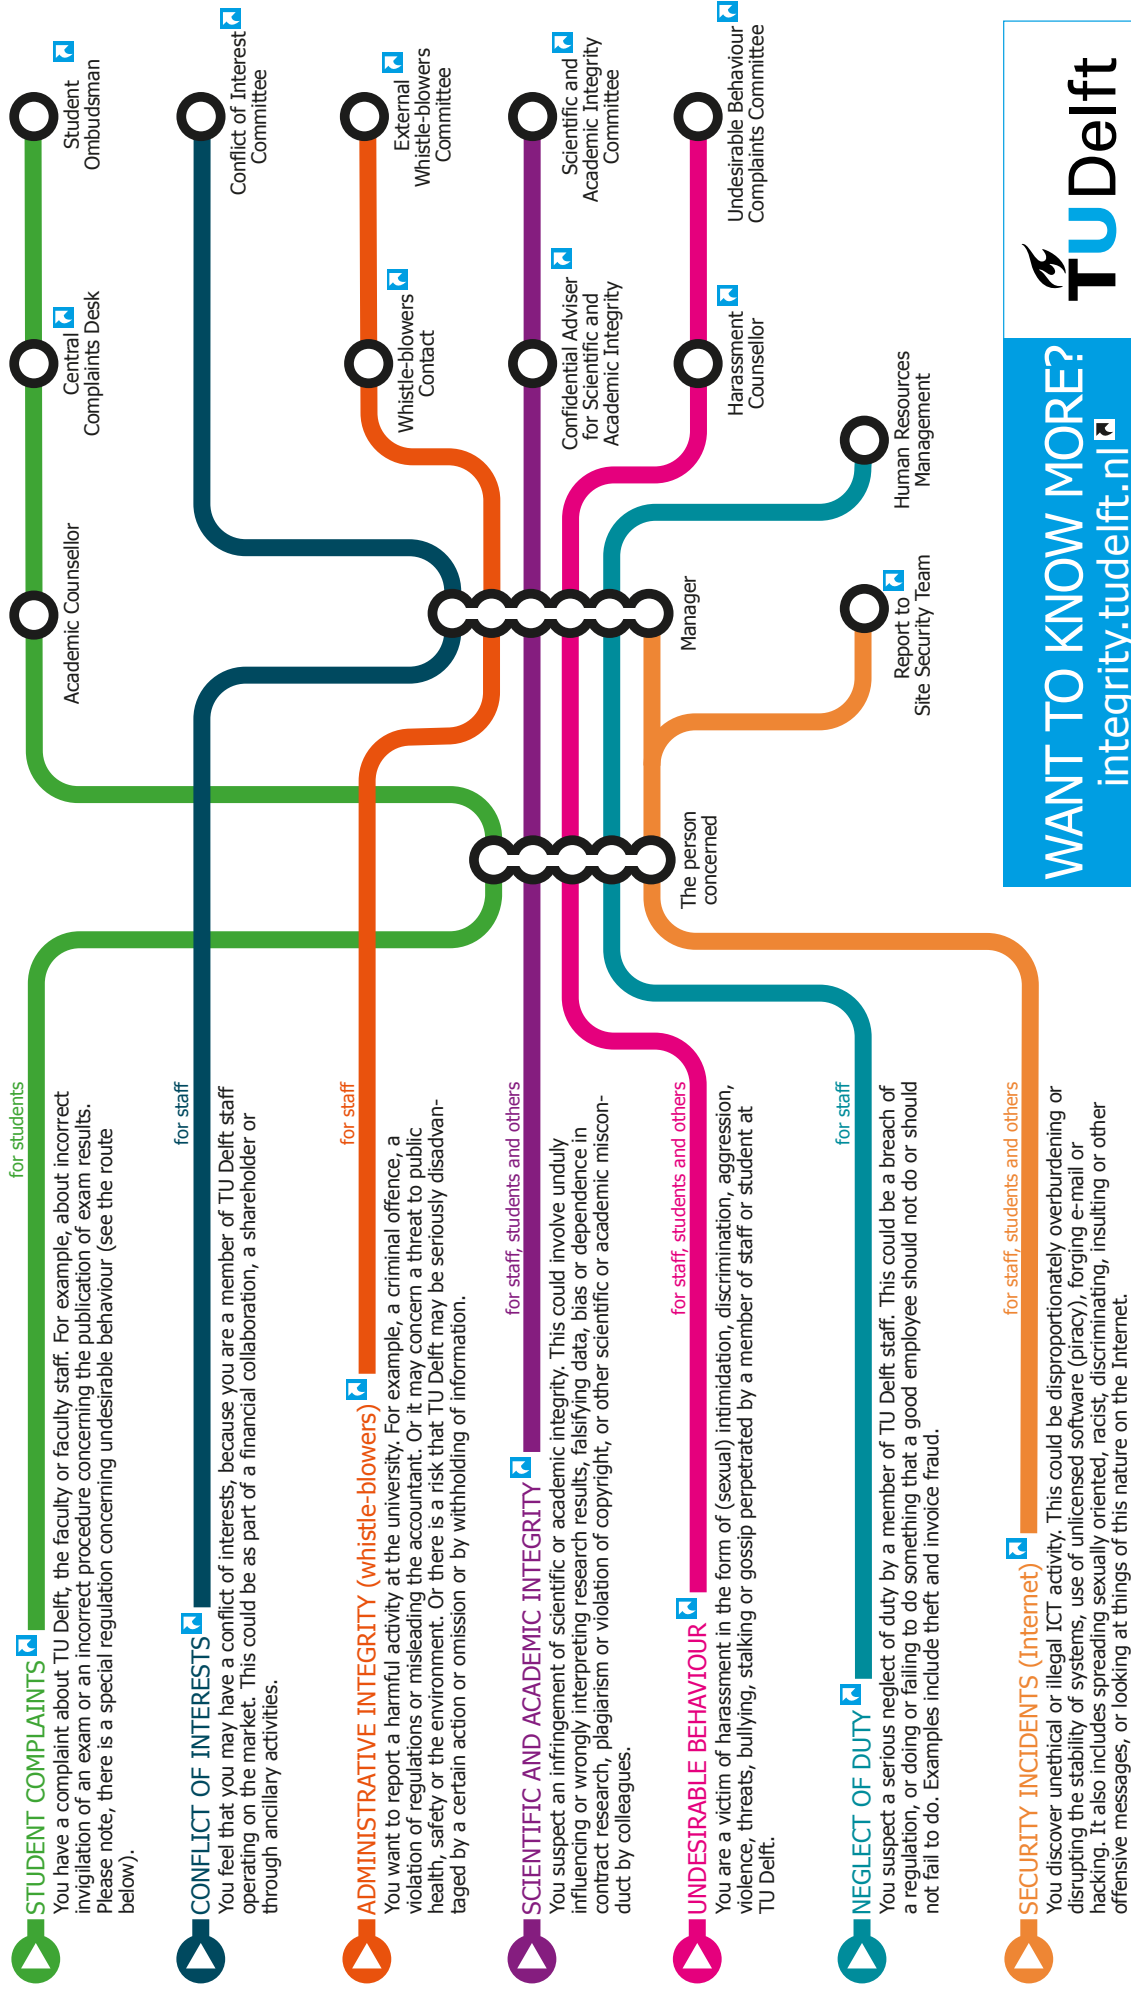 STUDENT COMPLAINTS
for students
You have a complaint about TU Delft, the faculty or faculty staff. For example, about incorrect
invigilation of an exam or an incorrect procedure concerning the publication of exam results.
Please note, there is a special regulation concerning undesirable behaviour (see the route
below).
Academic Counsellor
Central
Complaints Desk
Student
Ombudsman
CONFLICT OF INTERESTS
for staff
You feel that you may have a conflict of interests, because you are a member of TU Delft staff
operating on the market. This could be as part of a financial collaboration, a shareholder or
through ancillary activities.
Conflict of Interest
Committee
ADMINISTRATIVE INTEGRITY (whistle-blowers)
for staff
You want to report a harmful activity at the university. For example, a criminal offence, a
violation of regulations or misleading the accountant. Or it may concern a threat to public
health, safety or the environment. Or there is a risk that TU Delft may be seriously disadvan-
taged by a certain action or omission or by withholding of information.
Whistle-blowers
Contact
External
Whistle-blowers
Committee
SCIENTIFIC AND ACADEMIC INTEGRITY
for staff, students and others
You suspect an infringement of scientific or academic integrity. This could involve unduly
influencing or wrongly interpreting research results, falsifying data, bias or dependence in
contract research, plagiarism or violation of copyright, or other scientific or academic miscon-
duct by colleagues.
Confidential Adviser
for Scientific and
Academic Integrity
Scientific and
Academic Integrity
Committee
UNDESIRABLE BEHAVIOUR
for staff, students and others
You are a victim of harassment in the form of (sexual) intimidation, discrimination, aggression,
violence, threats, bullying, stalking or gossip perpetrated by a member of staff or student at
TU Delft.
The person
concerned
Manager
Harassment
Counsellor
Undesirable Behaviour
Complaints Committee
NEGLECT OF DUTY
for staff
You suspect a serious neglect of duty by a member of TU Delft staff. This could be a breach of
a regulation, or doing or failing to do something that a good employee should not do or should
not fail to do. Examples include theft and invoice fraud.
Report to
Site Security Team
Human Resources
Management
SECURITY INCIDENTS (Internet)
for staff, students and others
You discover unethical or illegal ICT activity. This could be disproportionately overburdening or
disrupting the stability of systems, use of unlicensed software (piracy), forging e-mail or
hacking. It also includes spreading sexually oriented, racist, discriminating, insulting or other
offensive messages, or looking at things of this nature on the Internet.
WANT TO KNOW MORE?
integrity.tudelft.nl
TU Delft